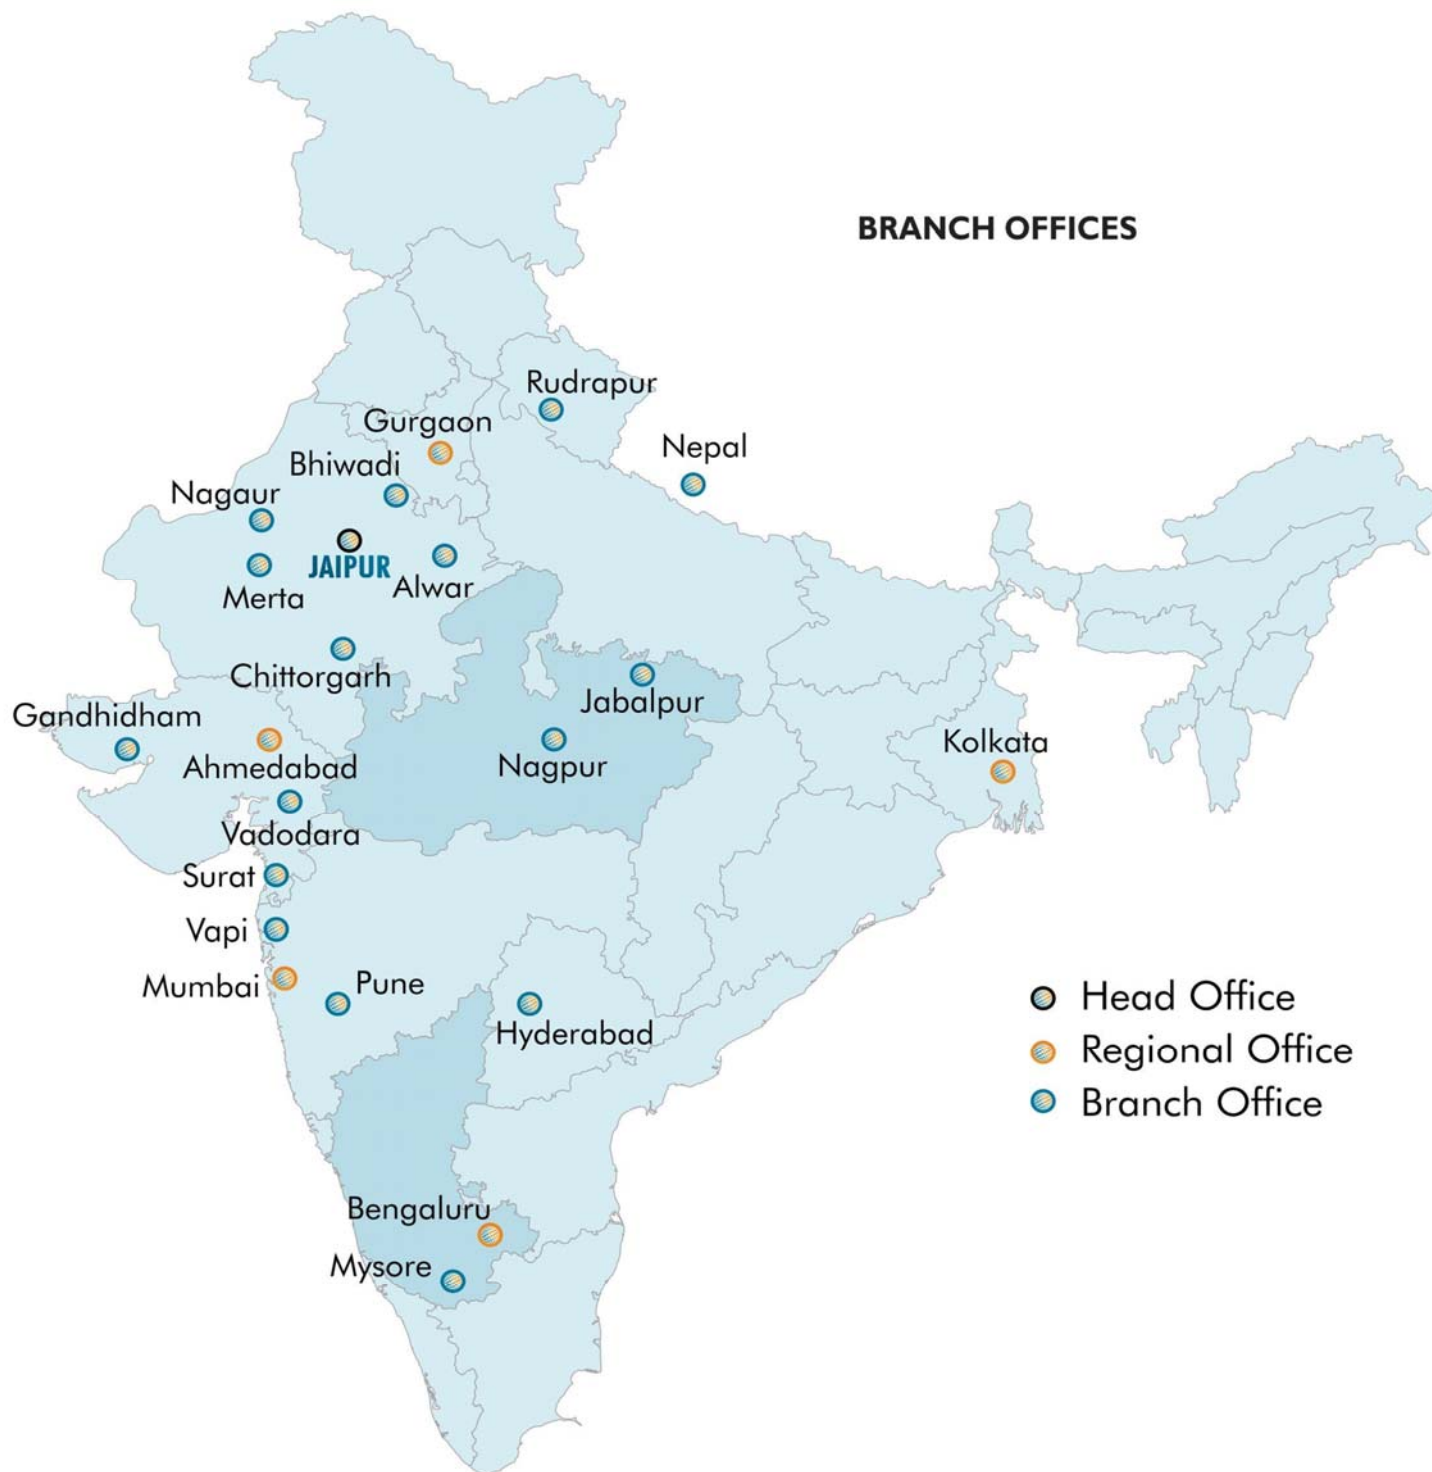 BRANCH OFFICES
Rudrapur
Gurgaon
Nepal
Bhiwadi
Nagaur
JAIPUR
Alwar
Merta
Chittorgarh
Jabalpur
Gandhidham
Kolkata
Ahmedabad
Nagpur
Vadodara
Surat
Vapi
Mumbai
Pune
Hyderabad
Head Office
Regional Office
Branch Office
Bengaluru
Mysore